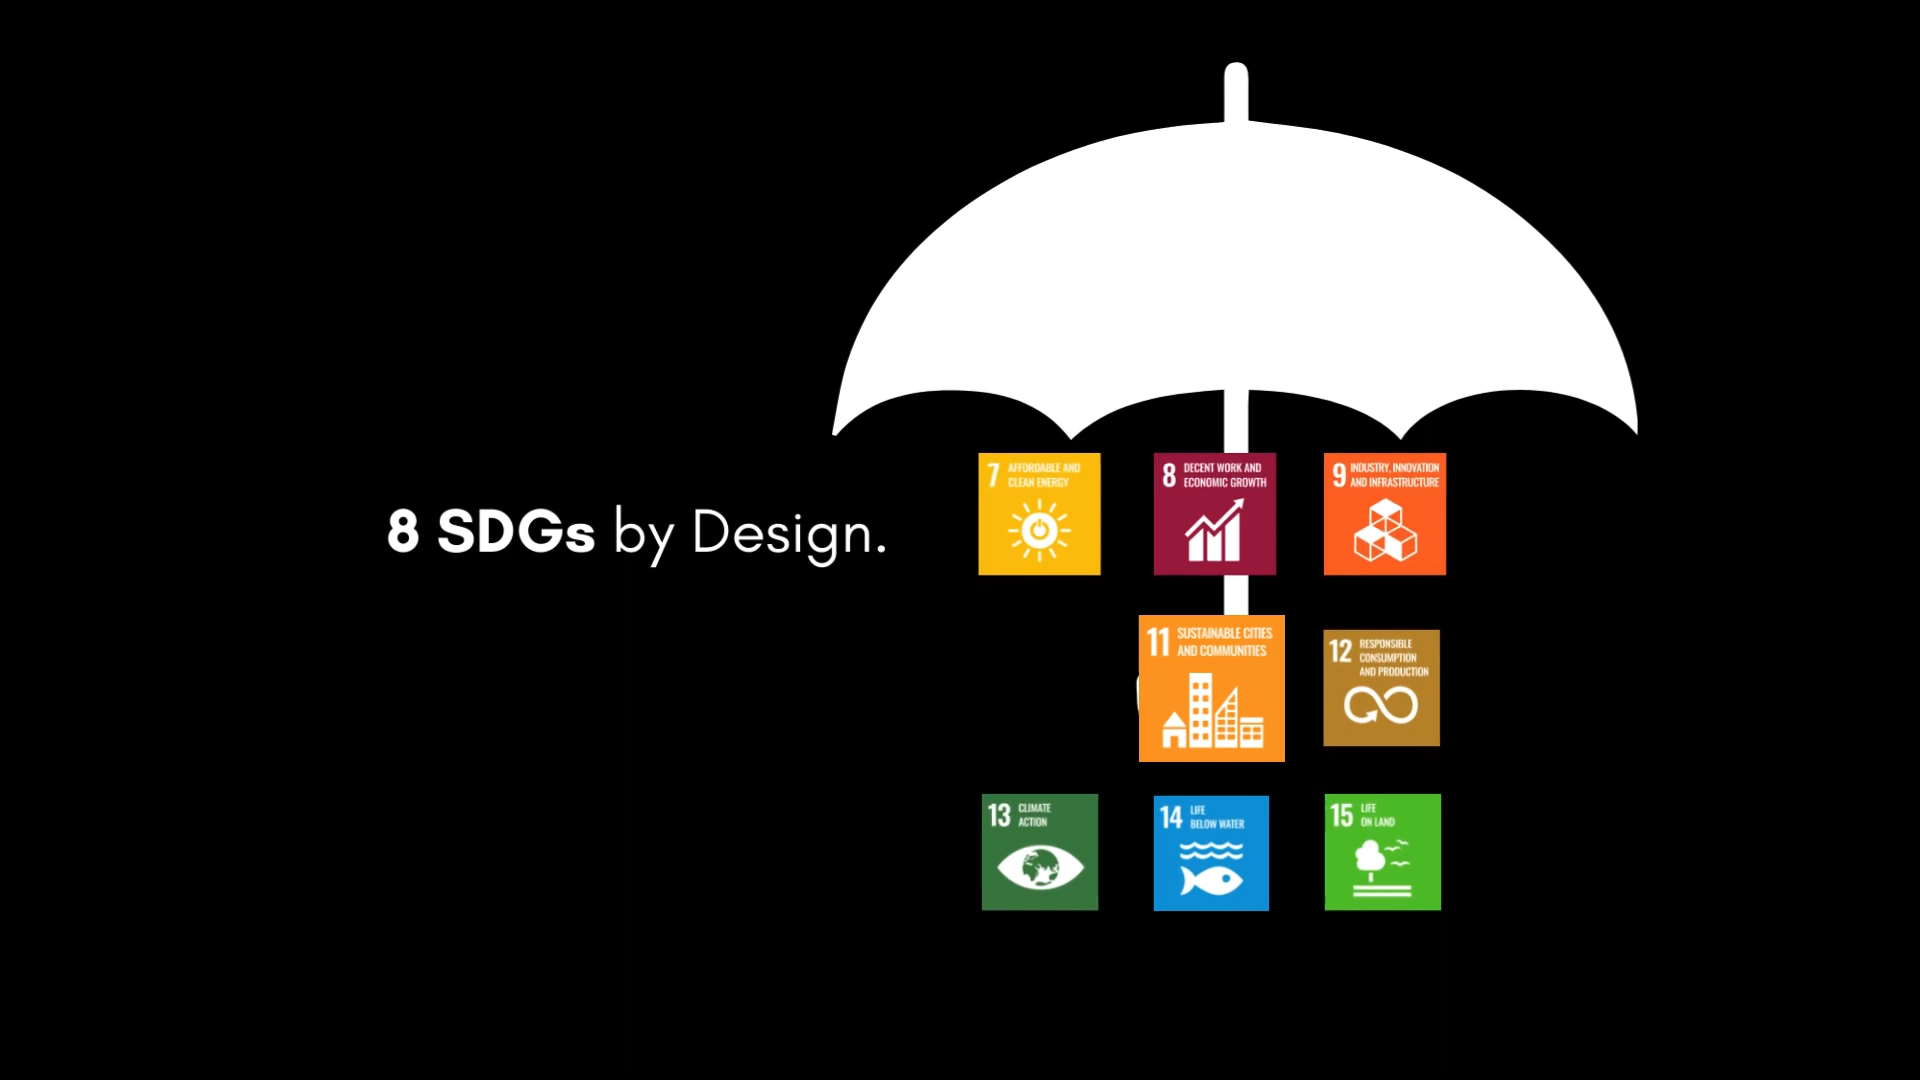 8 SDGs by Design.
7 AFFORDABLE AND
CLEAN ENERGY
8 DECENT WORK AND
ECONOMIC GROWTH
9 INDUSTRY, INNOVATION
AND INFRASTRUCTURE
11 SUSTAINABLE CITIES
AND COMMUNITIES
12 RESPONSIBLE
CONSUMPTION
AND PRODUCTION
13 CLIMATE
ACTION
14 LIFE
BELOW WATER
15 LIFE
ON LAND